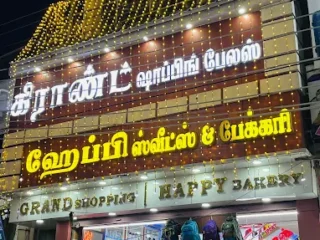 கிராண்ட் ஷாப்பிங் பேலஸ்
ஹேப்பி ஸ்வீட்ஸ் & பேக்கரி
GRAND SHOPPING | HAPPY BAKERY